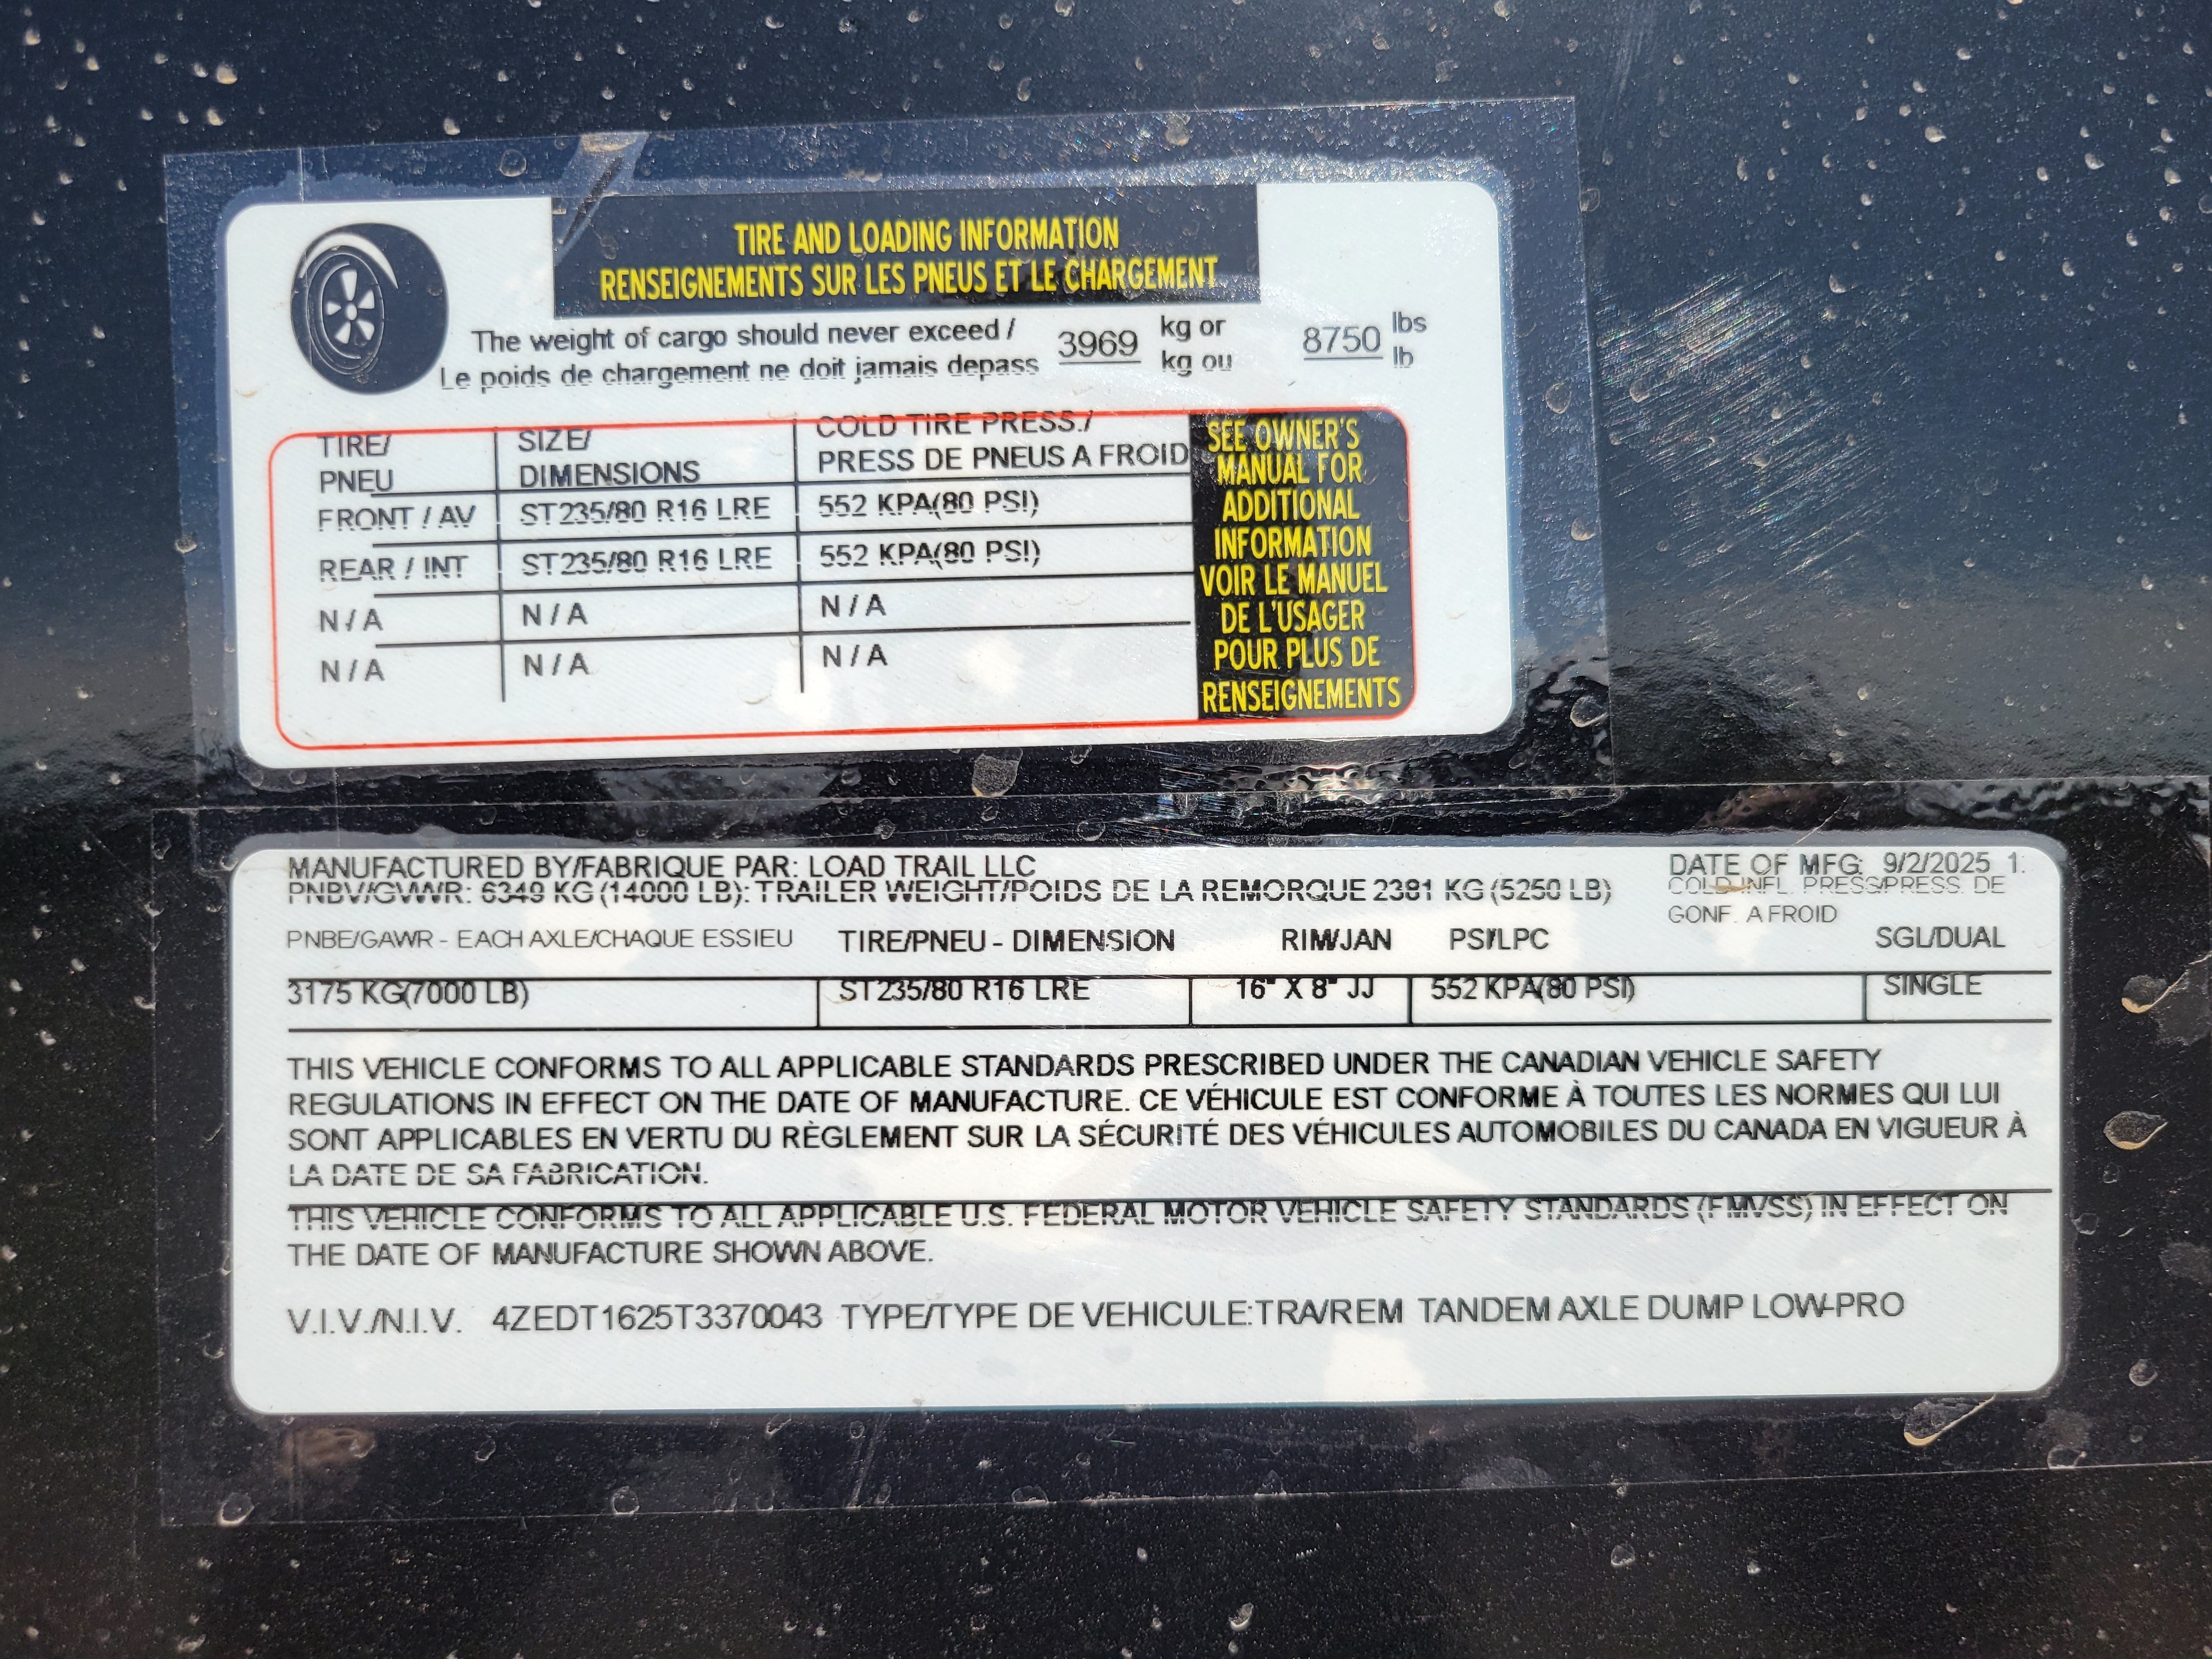 TIRE AND LOADING INFORMATION
RENSEIGNEMENTS SUR LES PNEUS ET LE CHARGEMENT
The weight of cargo should never exceed / 3969 kg or 8750 lbs
Le poids de chargement ne doit jamais depass kg ou lb
TIRE/ SIZE/ COLD TIRE PRESS./
PNEU DIMENSIONS PRESS DE PNEUS A FROID
FRONT / AV ST235/80 R16 LRE 552 KPA(80 PSI)
REAR / INT ST235/80 R16 LRE 552 KPA(80 PSI)
N / A N / A N / A
N / A N / A N / A
SEE OWNER'S
MANUAL FOR
ADDITIONAL
INFORMATION
VOIR LE MANUEL
DE L'USAGER
POUR PLUS DE
RENSEIGNEMENTS
MANUFACTURED BY/FABRIQUE PAR: LOAD TRAIL LLC DATE OF MFG: 9/2/2025 1:
PNBV/GVWR: 6349 KG (14000 LB): TRAILER WEIGHT/POIDS DE LA REMORQUE 2381 KG (5250 LB) COLD INFL. PRESS/PRESS. DE
GONF. A FROID
PNBE/GAWR - EACH AXLE/CHAQUE ESSIEU TIRE/PNEU - DIMENSION RIM/JAN PSI/LPC SGL/DUAL
3175 KG(7000 LB) ST235/80 R16 LRE 16" X 8" JJ 552 KPA(80 PSI) SINGLE
THIS VEHICLE CONFORMS TO ALL APPLICABLE STANDARDS PRESCRIBED UNDER THE CANADIAN VEHICLE SAFETY
REGULATIONS IN EFFECT ON THE DATE OF MANUFACTURE. CE VÉHICULE EST CONFORME À TOUTES LES NORMES QUI LUI
SONT APPLICABLES EN VERTU DU RÈGLEMENT SUR LA SÉCURITÉ DES VÉHICULES AUTOMOBILES DU CANADA EN VIGUEUR À
LA DATE DE SA FABRICATION.
THIS VEHICLE CONFORMS TO ALL APPLICABLE U.S. FEDERAL MOTOR VEHICLE SAFETY STANDARDS (FMVSS) IN EFFECT ON
THE DATE OF MANUFACTURE SHOWN ABOVE.
V.I.V./N.I.V. 4ZEDT1625T3370043 TYPE/TYPE DE VEHICULE:TRA/REM TANDEM AXLE DUMP LOW-PRO